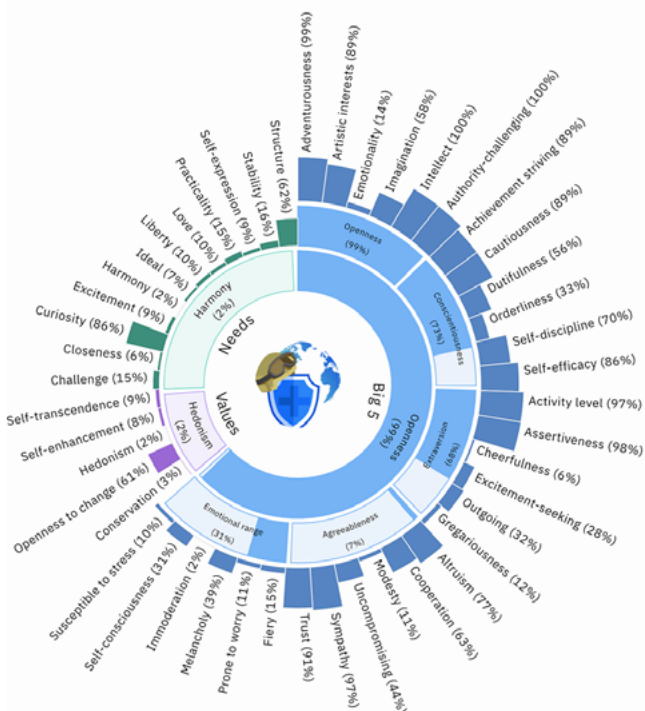 Adventurousness (99%)
Artistic interests (89%)
Emotionality (14%)
Imagination (58%)
Intellect (100%)
Authority-challenging (100%)
Achievement striving (89%)
Cautiousness (89%)
Dutifulness (56%)
Orderliness (33%)
Self-discipline (70%)
Self-efficacy (86%)
Activity level (97%)
Assertiveness (98%)
Cheerfulness (6%)
Excitement-seeking (28%)
Outgoing (32%)
Gregariousness (12%)
Altruism (77%)
Cooperation (63%)
Modesty (11%)
Uncompromising (44%)
Sympathy (97%)
Trust (91%)
Fiery (15%)
Prone to worry (11%)
Melancholy (39%)
Immoderation (2%)
Self-consciousness (31%)
Susceptible to stress (10%)
Conservation (3%)
Openness to change (61%)
Hedonism (2%)
Self-enhancement (8%)
Self-transcendence (9%)
Challenge (15%)
Closeness (6%)
Curiosity (86%)
Excitement (9%)
Harmony (2%)
Ideal (7%)
Liberty (10%)
Love (10%)
Practicality (15%)
Self-expression (9%)
Stability (16%)
Structure (62%)
Openness
(99%)
Conscientiousness
(73%)
Extraversion
(68%)
Agreeableness
(7%)
Emotional range
(31%)
Hedonism
(2%)
Harmony
(2%)
Openness
(99%)
Big 5
Values
Needs